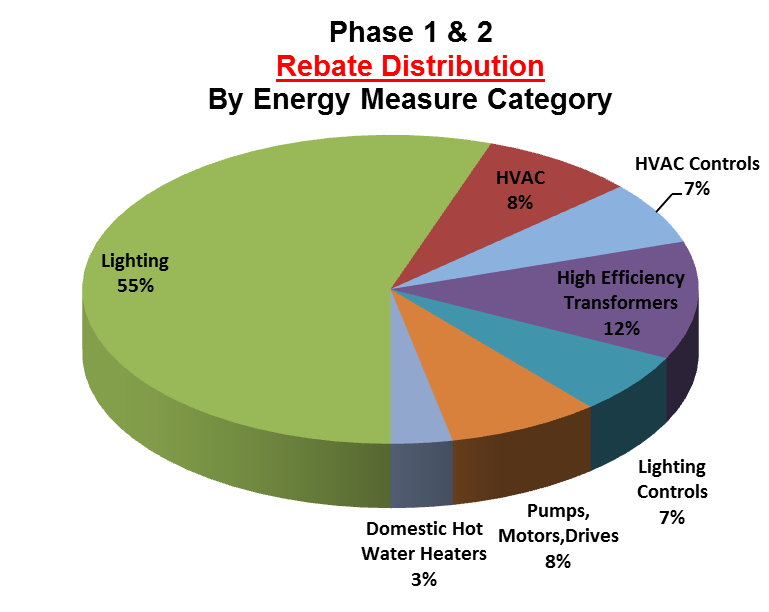 Phase 1 & 2
Rebate Distribution
By Energy Measure Category
HVAC
8%
HVAC Controls
7%
Lighting
55%
High Efficiency
Transformers
12%
Lighting
Controls
7%
Pumps,
Motors,Drives
8%
Domestic Hot
Water Heaters
3%